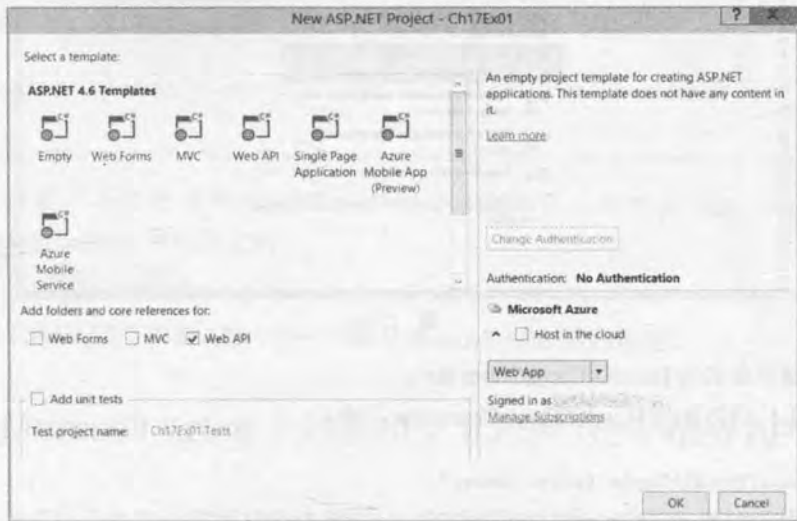 New ASP.NET Project - Ch17Ex01
? X
Select a template:
ASP.NET 4.6 Templates
C# C# C# C# C# C#
Empty Web Forms MVC Web API Single Page Application Azure Mobile App (Preview)
C#
Azure Mobile Service
Add folders and core references for:
Web Forms MVC Web API
Add unit tests
Test project name: Ch17Ex01.Tests
An empty project template for creating ASP.NET
applications. This template does not have any content in
it.
Learn more
Change Authentication
Authentication: No Authentication
Microsoft Azure
Host in the cloud
Web App
Signed in as
Manage Subscriptions
OK Cancel